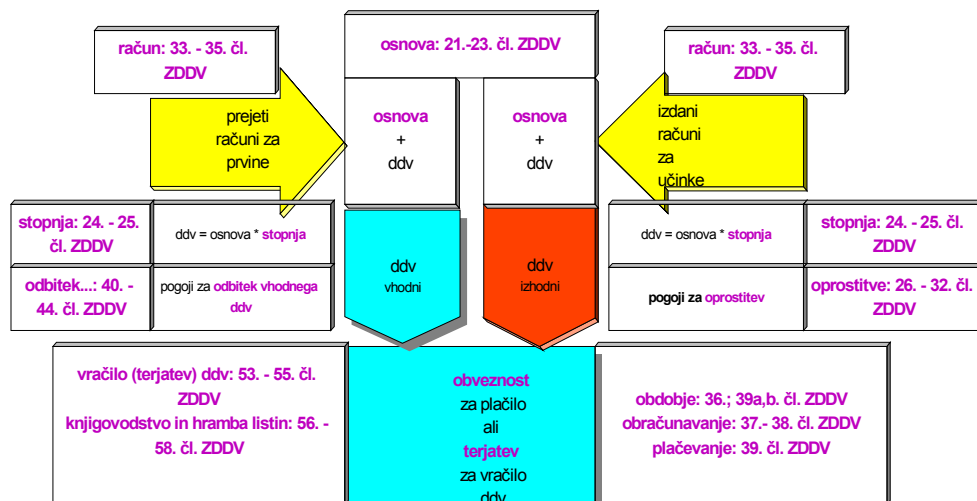 račun: 33. - 35. čl.
ZDDV
osnova: 21.-23. čl. ZDDV
račun: 33. - 35. čl.
ZDDV
prejeti
računi za
prvine
osnova
+
ddv
osnova
+
ddv
izdani
računi
za
učinke
stopnja: 24. - 25.
čl. ZDDV
ddv = osnova * stopnja
ddv
vhodni
ddv
izhodni
ddv = osnova * stopnja
stopnja: 24. - 25.
čl. ZDDV
odbitek...: 40. -
44. čl. ZDDV
pogoji za odbitek vhodnega
ddv
pogoji za oprostitev
oprostitve: 26. - 32. čl.
ZDDV
vračilo (terjatev) ddv: 53. - 55. čl.
ZDDV
knjigovodstvo in hramba listin: 56. -
58. čl. ZDDV
obveznost
za plačilo
ali
terjatev
za vračilo
ddv
obdobje: 36.; 39a,b. čl. ZDDV
obračunavanje: 37.- 38. čl. ZDDV
plačevanje: 39. čl. ZDDV